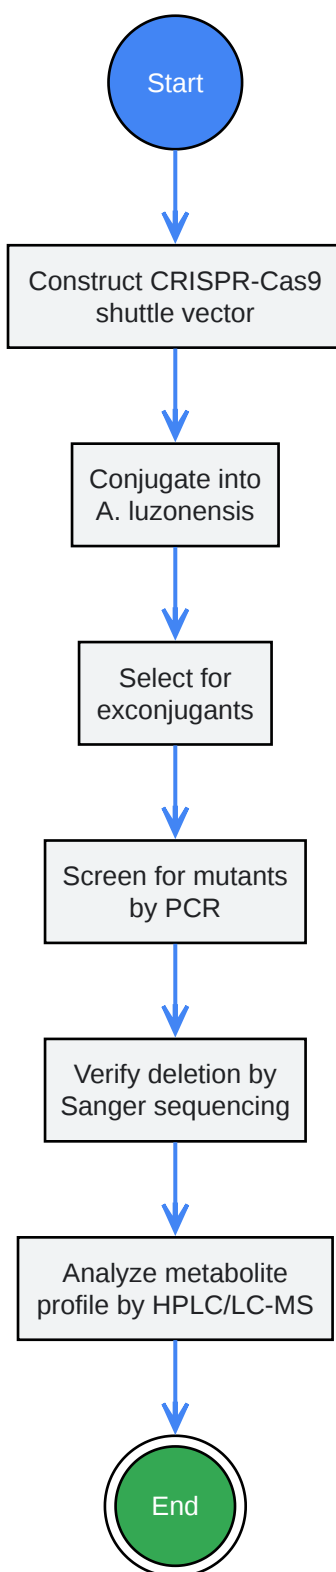 Start
Construct CRISPR-Cas9
shuttle vector
Conjugate into
A. luzonensis
Select for
exconjugants
Screen for mutants
by PCR
Verify deletion by
Sanger sequencing
Analyze metabolite
profile by HPLC/LC-MS
End